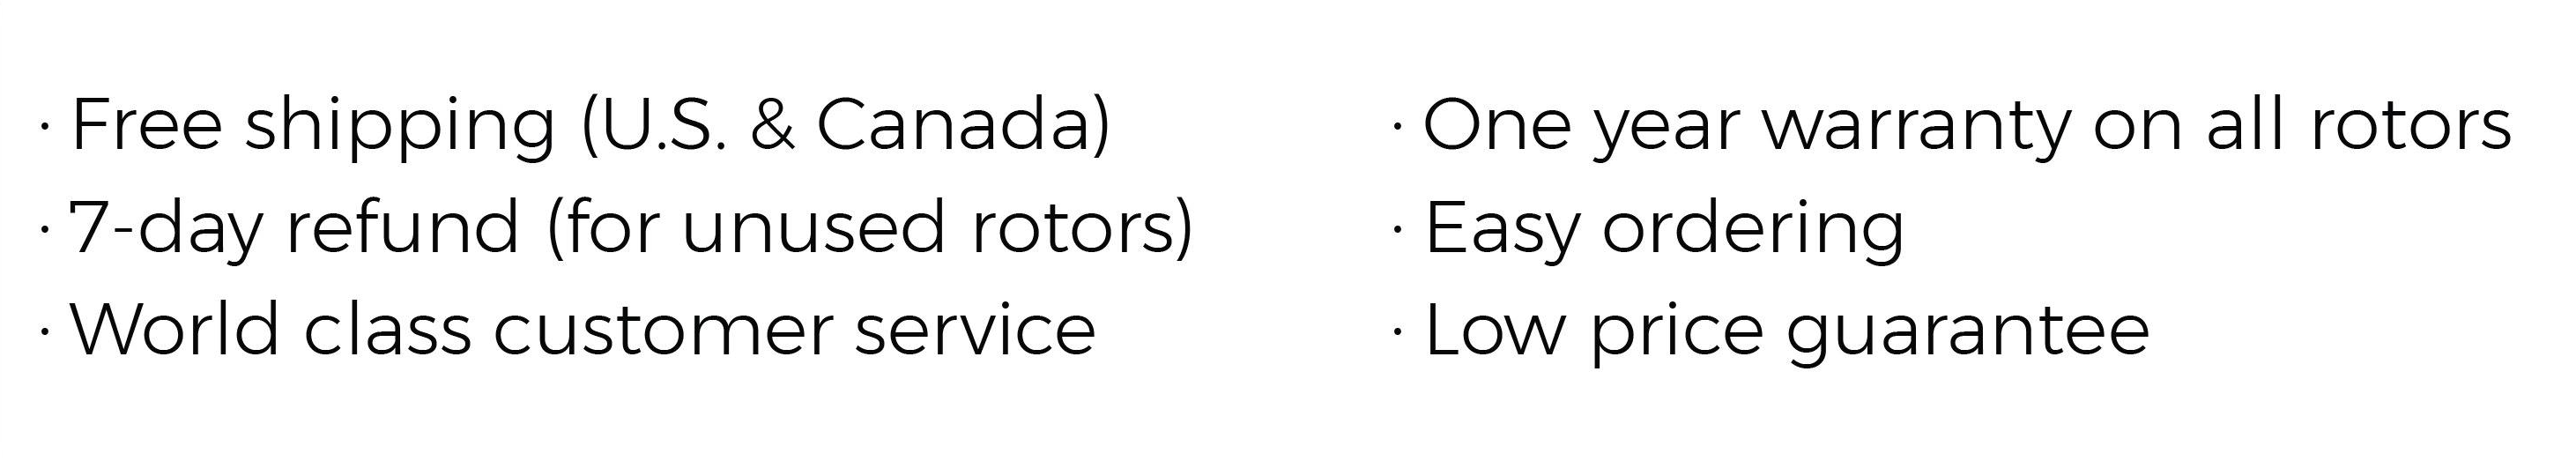 · Free shipping (U.S. & Canada)
· 7-day refund (for unused rotors)
· World class customer service
· One year warranty on all rotors
· Easy ordering
· Low price guarantee